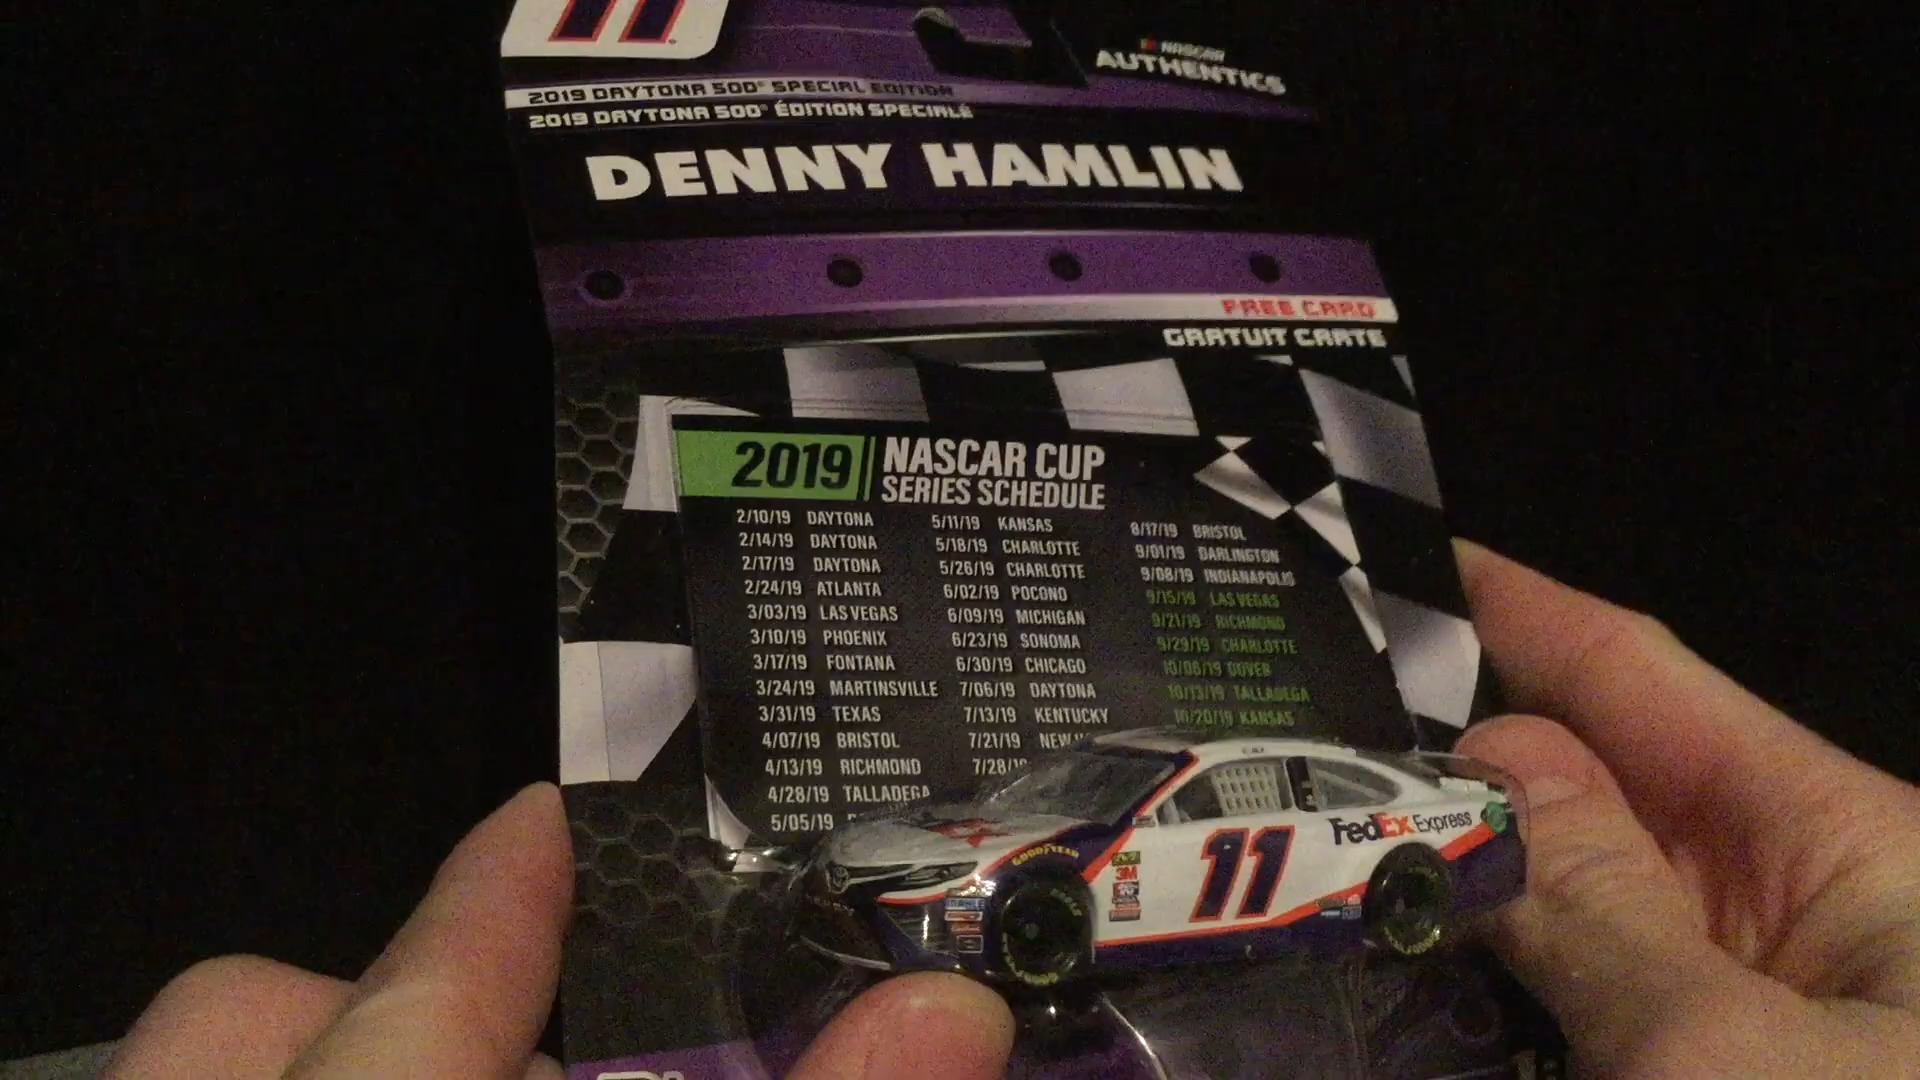 11
NASCAR
AUTHENTICS
2019 DAYTONA 500® SPECIAL EDITION
2019 DAYTONA 500® ÉDITION SPECIALÉ
DENNY HAMLIN
FREE CARD
GRATUIT CARTE
2019 NASCAR CUP
SERIES SCHEDULE
2/10/19 DAYTONA
2/14/19 DAYTONA
2/17/19 DAYTONA
2/24/19 ATLANTA
3/03/19 LAS VEGAS
3/10/19 PHOENIX
3/17/19 FONTANA
3/24/19 MARTINSVILLE
3/31/19 TEXAS
4/07/19 BRISTOL
4/13/19 RICHMOND
4/28/19 TALLADEGA
5/05/19
5/11/19 KANSAS
5/18/19 CHARLOTTE
5/26/19 CHARLOTTE
6/02/19 POCONO
6/09/19 MICHIGAN
6/23/19 SONOMA
6/30/19 CHICAGO
7/06/19 DAYTONA
7/13/19 KENTUCKY
7/21/19 NEW
7/28/19
8/17/19 BRISTOL
9/01/19 DARLINGTON
9/08/19 INDIANAPOLIS
9/15/19 LAS VEGAS
9/21/19 RICHMOND
9/29/19 CHARLOTTE
10/06/19 DOVER
10/13/19 TALLADEGA
10/20/19 KANSAS
GOODYEAR
3M
MAHLE
11
FedEx Express